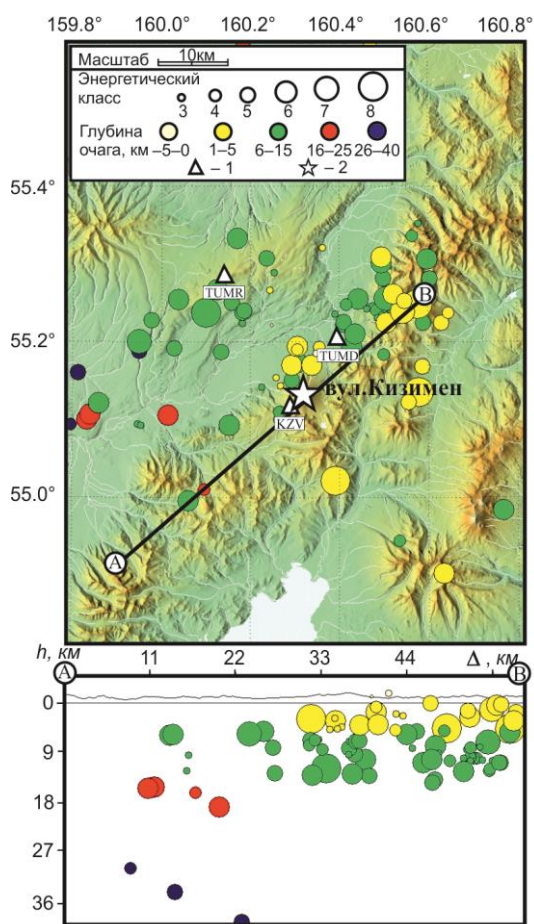 159.8° 160.0° 160.2° 160.4° 160.6° 160.8°
Масштаб 10км
Энергетический
класс
3 4 5 6 7 8
Глубина
очага, км –5–0 1–5 6–15 16–25 26–40
– 1 – 2
55.4°
TUMR
B
55.2°
TUMD
вул.Кизимен
KZV
55.0°
A
h, км 11 22 33 44 Δ, км
A B
0
9
18
27
36